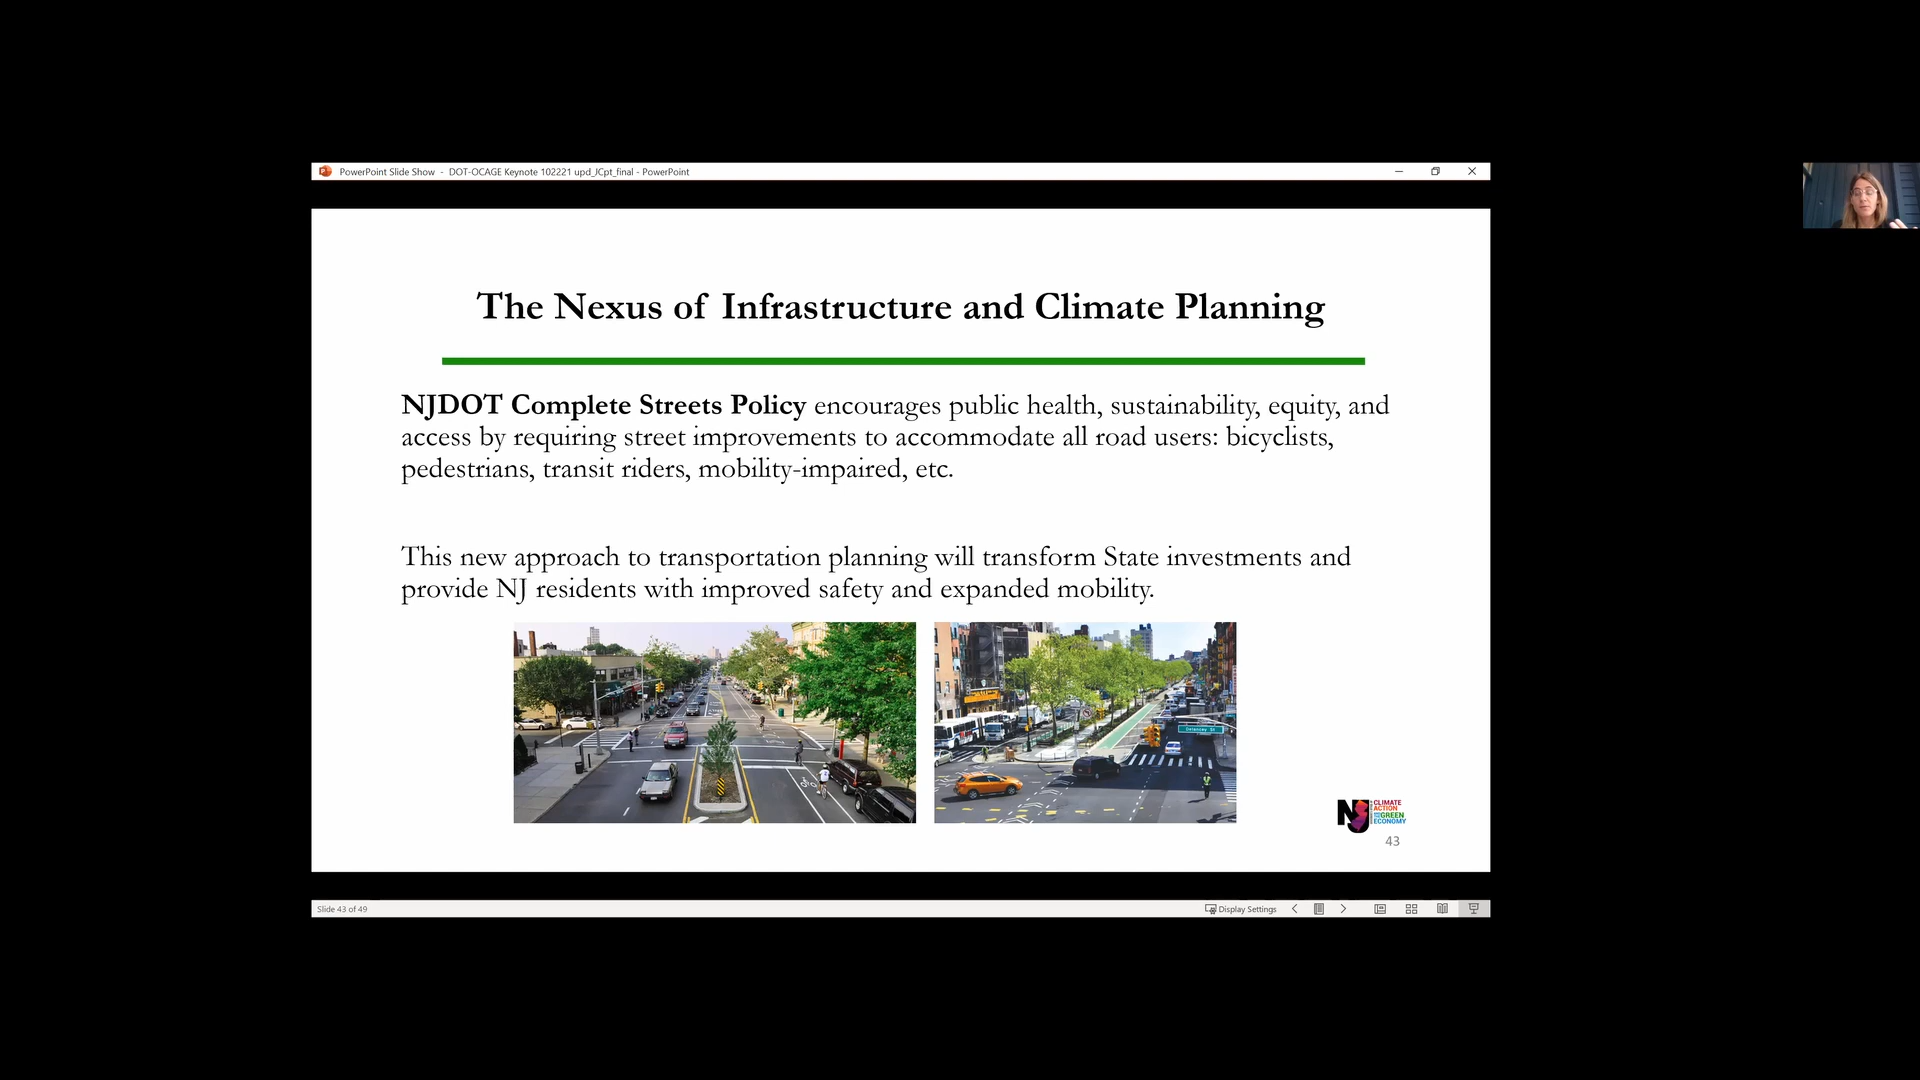 PowerPoint Slide Show - DOT-OCAGE Keynote 102221 upd_JCpt_final - PowerPoint
The Nexus of Infrastructure and Climate Planning
NJDOT Complete Streets Policy encourages public health, sustainability, equity, and
access by requiring street improvements to accommodate all road users: bicyclists,
pedestrians, transit riders, mobility-impaired, etc.
This new approach to transportation planning will transform State investments and
provide NJ residents with improved safety and expanded mobility.
Delancey St
NJ
CLIMATE
ACTION
GREEN
ECONOMY
43
Slide 43 of 49
Display Settings